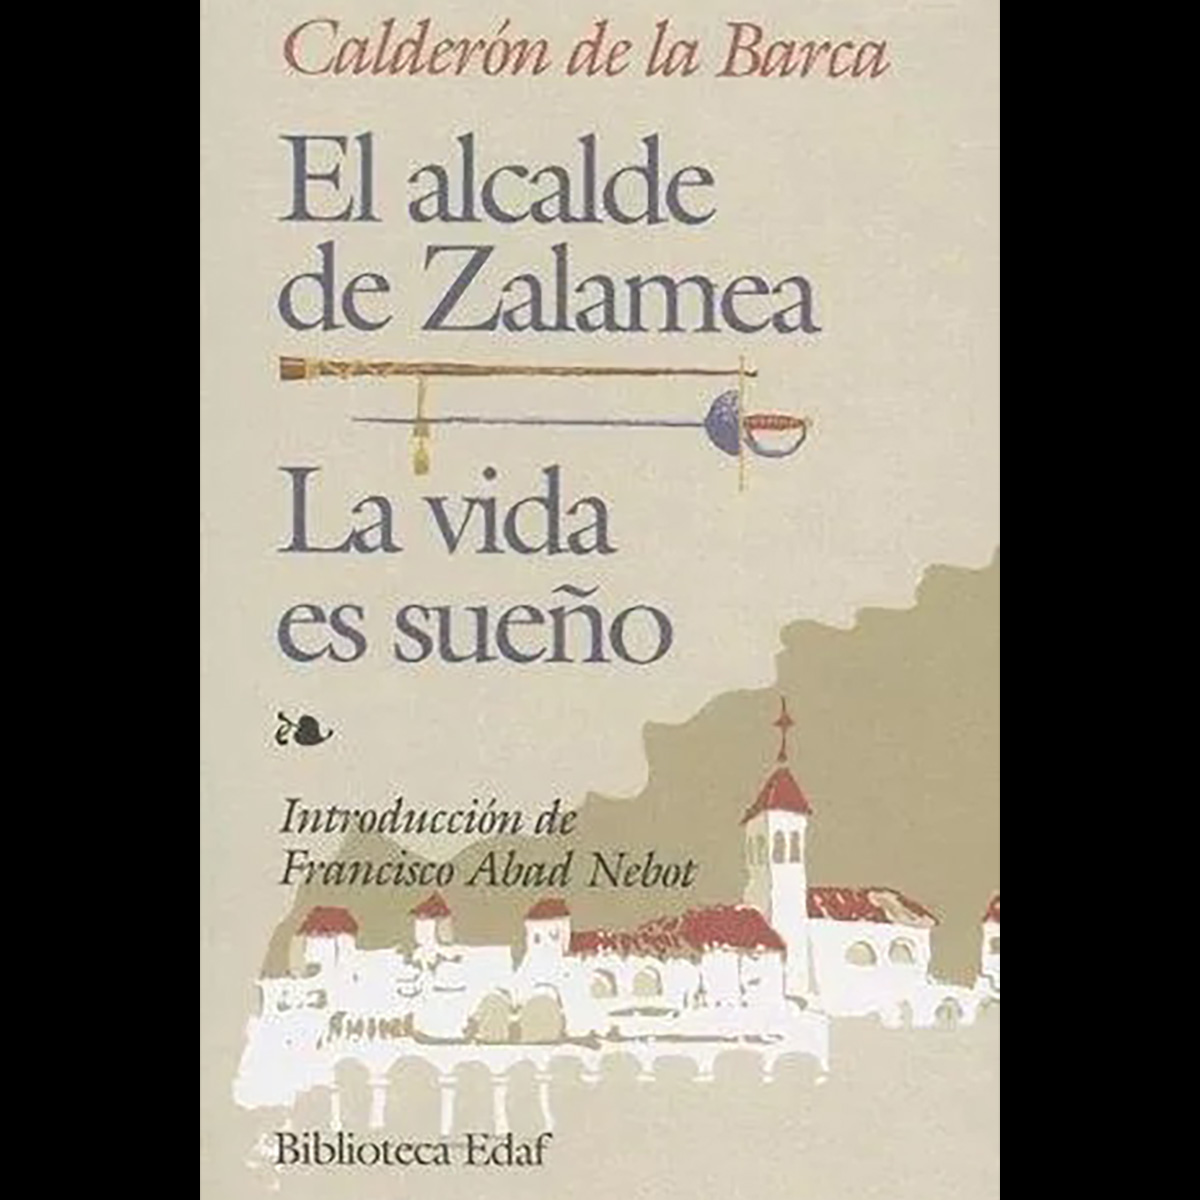 Calderón de la Barca
El alcalde
de Zalamea
La vida
es sueño
Introducción de
Francisco Abad Nebot
Biblioteca Edaf